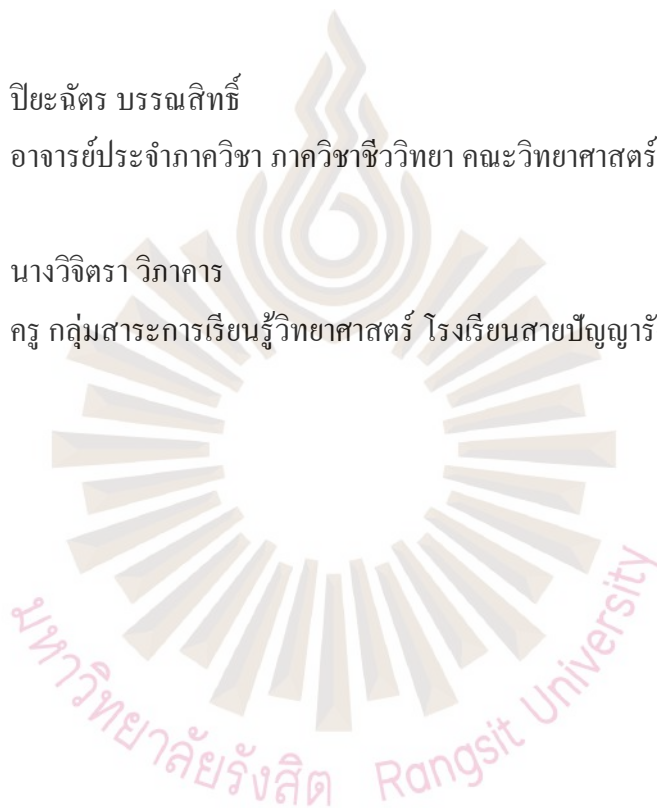 ปิยะฉัตร บรรณสิทธิ์
อาจารย์ประจำภาควิชา ภาควิชาชีววิทยา คณะวิทยาศาสตร์
นางวิจิตรา วิภาคาร
ครู กลุ่มสาระการเรียนรู้วิทยาศาสตร์ โรงเรียนสายปัญญารั
มหาวิทยาลัยรังสิต Rangsit University